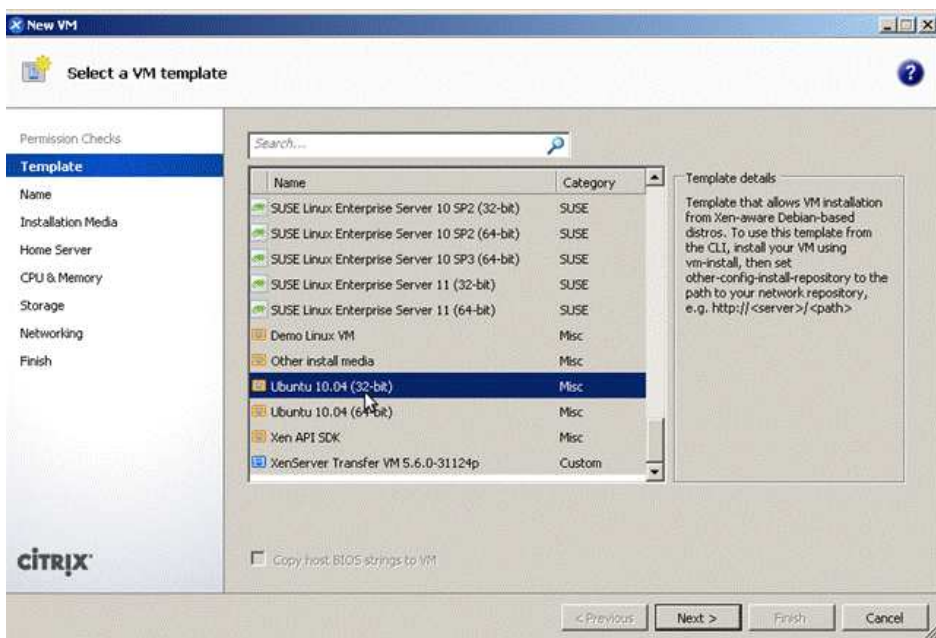 New VM
Select a VM template
?
Permission Checks
Template
Name
Installation Media
Home Server
CPU & Memory
Storage
Networking
Finish
CITRIX
Search...
Name Category
SUSE Linux Enterprise Server 10 SP2 (32-bit) SUSE
SUSE Linux Enterprise Server 10 SP2 (64-bit) SUSE
SUSE Linux Enterprise Server 10 SP3 (64-bit) SUSE
SUSE Linux Enterprise Server 11 (32-bit) SUSE
SUSE Linux Enterprise Server 11 (64-bit) SUSE
Demo Linux VM Misc
Other install media Misc
Ubuntu 10.04 (32-bit) Misc
Ubuntu 10.04 (64-bit) Misc
Xen API SDK Misc
XenServer Transfer VM 5.6.0-31124p Custom
Template details
Template that allows VM installation
from Xen-aware Debian-based
distros. To use this template from
the CLI, install your VM using
vm-install, then set
other-config-install-repository to the
path to your network repository,
e.g. http://<server>/<path>
Copy host BIOS strings to VM
< Previous
Next >
Finish
Cancel